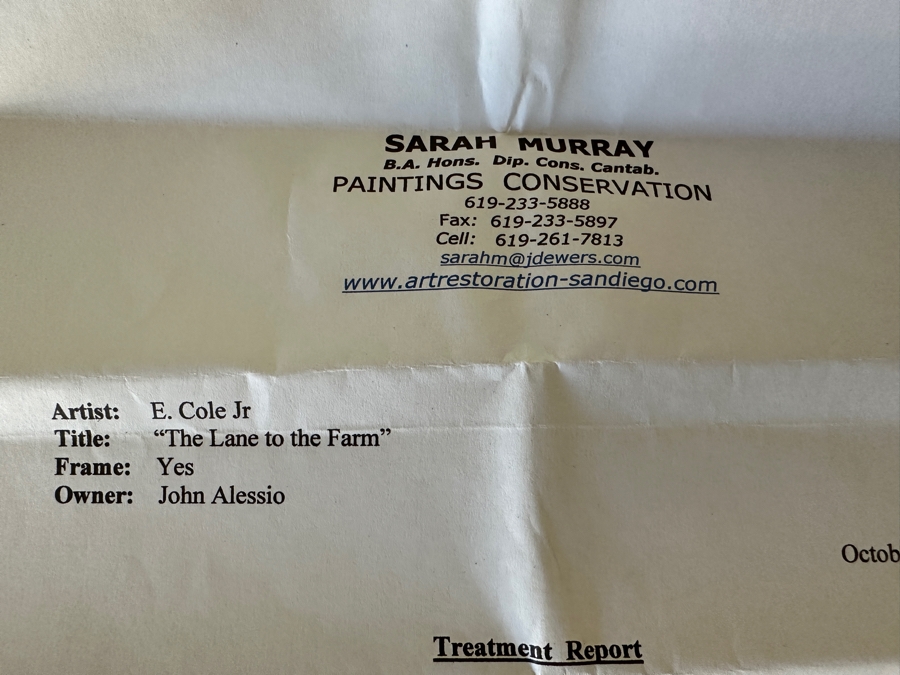 SARAH MURRAY
B.A. Hons. Dip. Cons. Cantab.
PAINTINGS CONSERVATION
619-233-5888
Fax: 619-233-5897
Cell: 619-261-7813
sarahm@jdewers.com
www.artrestoration-sandiego.com
Artist: E. Cole Jr
Title: “The Lane to the Farm”
Frame: Yes
Owner: John Alessio
Octob
Treatment Report